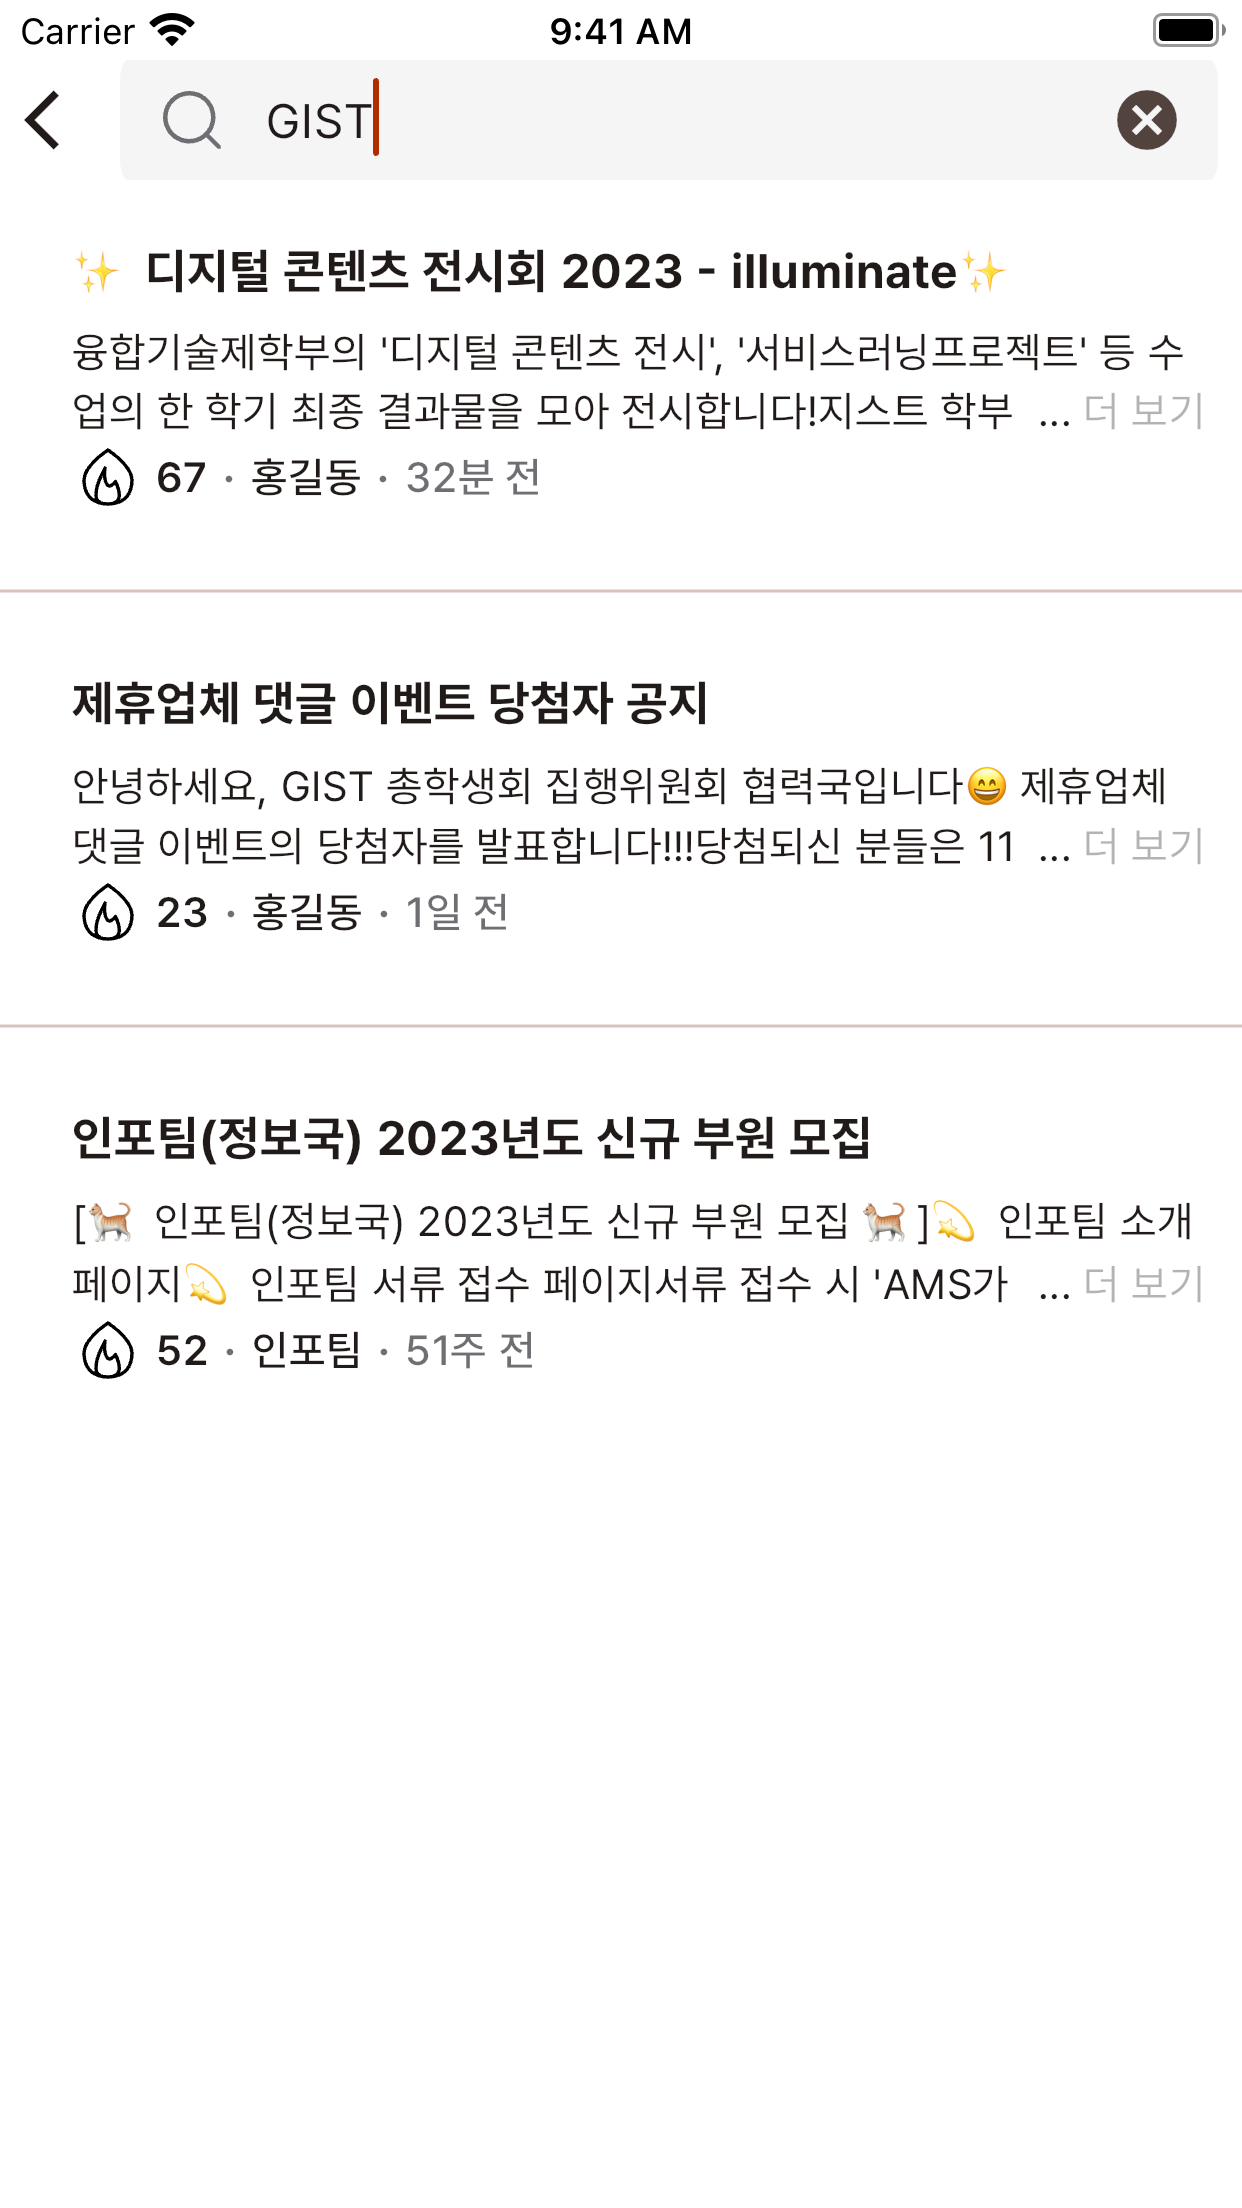 Carrier 9:41 AM
GIST
✨ 디지털 콘텐츠 전시회 2023 - illuminate✨
융합기술제학부의 '디지털 콘텐츠 전시', '서비스러닝프로젝트' 등 수
업의 한 학기 최종 결과물을 모아 전시합니다!지스트 학부 ... 더 보기
67 · 홍길동 · 32분 전
제휴업체 댓글 이벤트 당첨자 공지
안녕하세요, GIST 총학생회 집행위원회 협력국입니다😄 제휴업체
댓글 이벤트의 당첨자를 발표합니다!!!당첨되신 분들은 11 ... 더 보기
23 · 홍길동 · 1일 전
인포팀(정보국) 2023년도 신규 부원 모집
[🐈 인포팀(정보국) 2023년도 신규 부원 모집🐈]💫 인포팀 소개
페이지💫 인포팀 서류 접수 페이지서류 접수 시 'AMS가 ... 더 보기
52 · 인포팀 · 51주 전